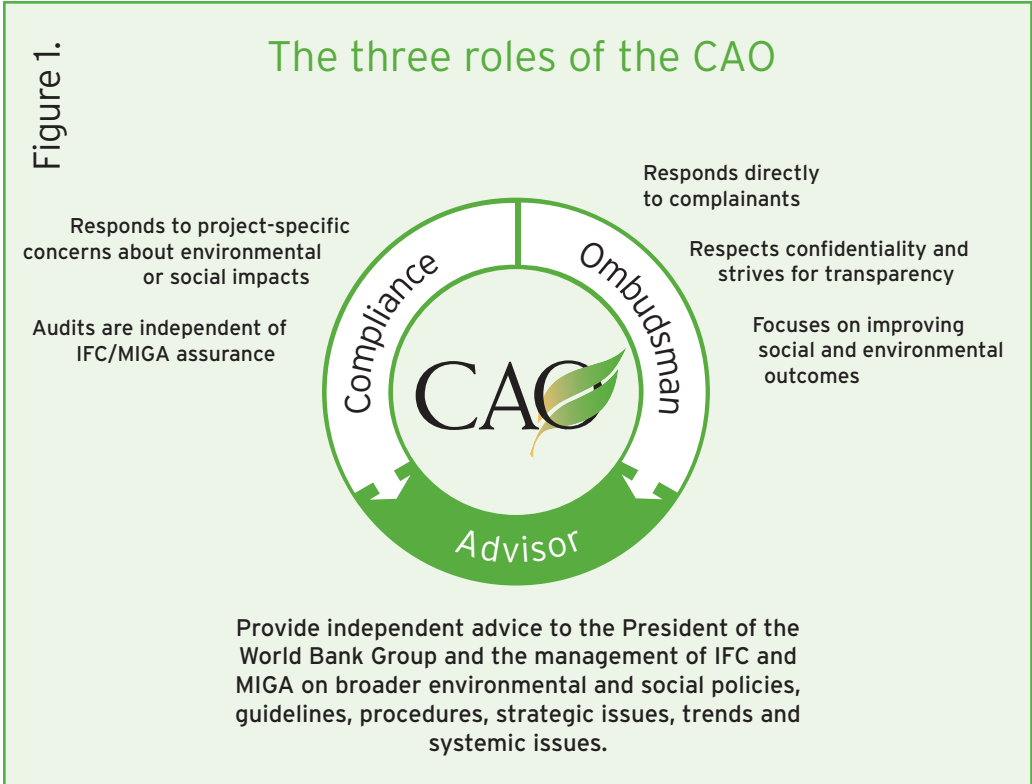 Figure 1.
The three roles of the CAO
Responds to project-specific
concerns about environmental
or social impacts
Audits are independent of
IFC/MIGA assurance
Compliance
Ombudsman
Responds directly
to complainants
Respects confidentiality and
strives for transparency
Focuses on improving
social and environmental
outcomes
CAO
Advisor
Provide independent advice to the President of the
World Bank Group and the management of IFC and
MIGA on broader environmental and social policies,
guidelines, procedures, strategic issues, trends and
systemic issues.